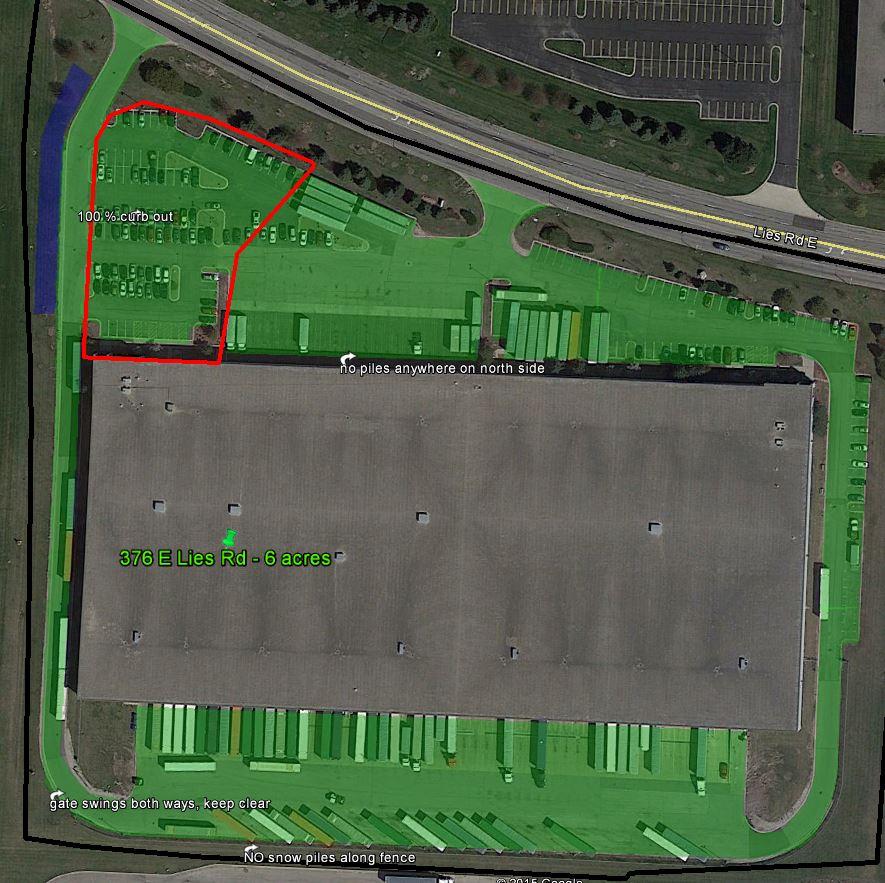 100 % curb out
Lies Rd E
no piles anywhere on north side
376 E Lies Rd - 6 acres
gate swings both ways, keep clear
NO snow piles along fence
© 2015 Google